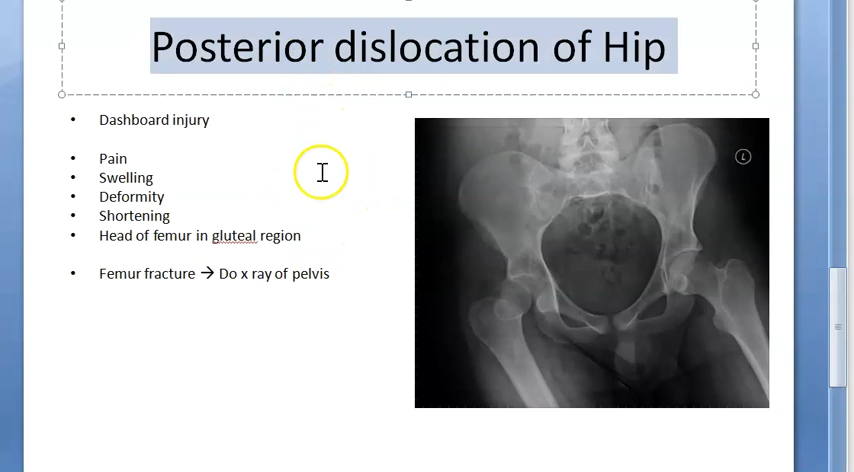 Posterior dislocation of Hip
• Dashboard injury
• Pain
• Swelling
• Deformity
• Shortening
• Head of femur in gluteal region
• Femur fracture → Do x ray of pelvis
L